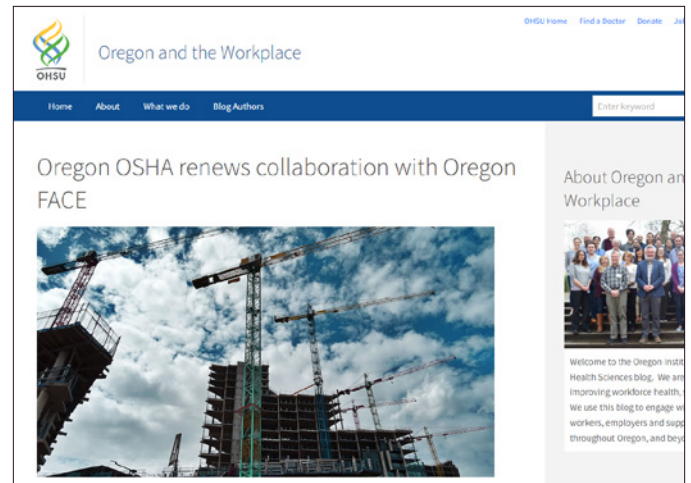 OHSU Home Find a Doctor Donate
OHSU
Oregon and the Workplace
Home About What we do Blog Authors
Enter keyword
Oregon OSHA renews collaboration with Oregon
FACE
About Oregon an
Workplace
Welcome to the Oregon Instit
Health Sciences blog. We are
improving workforce health, s
We use this blog to engage wi
workers, employers and supp
throughout Oregon, and beyo